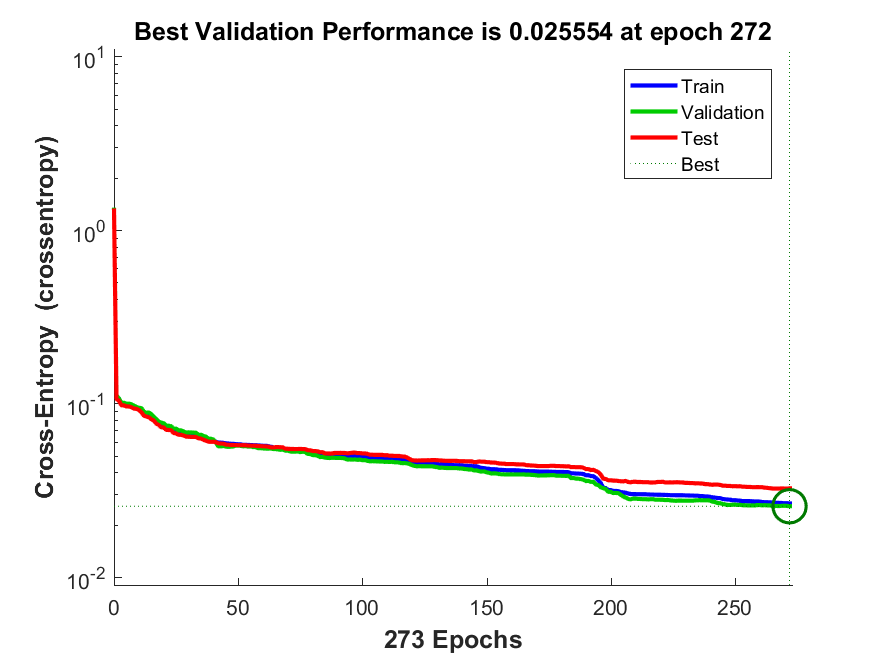 Best Validation Performance is 0.025554 at epoch 272
Cross-Entropy (crossentropy)
10^1
10^0
10^-1
10^-2
Train
Validation
Test
Best
0 50 100 150 200 250
273 Epochs